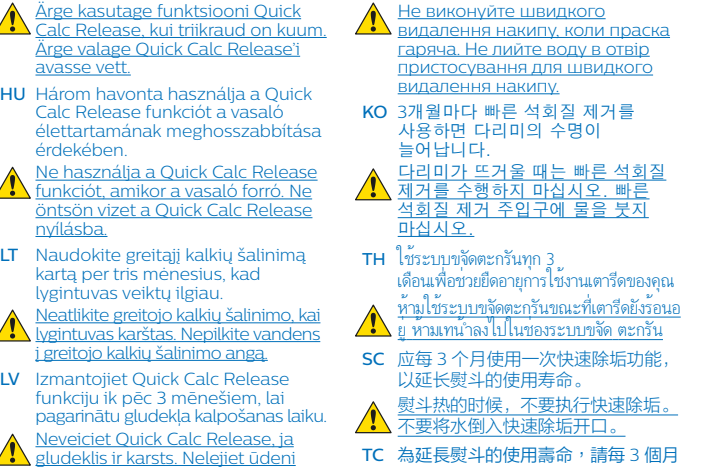 Ärge kasutage funktsiooni Quick
Calc Release, kui triikraud on kuum.
Ärge valage Quick Calc Release'i
avasse vett.
HU Három havonta használja a Quick
Calc Release funkciót a vasaló
élettartamának meghosszabbítása
érdekében.
Ne használja a Quick Calc Release
funkciót, amikor a vasaló forró. Ne
öntsön vizet a Quick Calc Release
nyílásba.
LT Naudokite greitąjį kalkių šalinimą
kartą per tris mėnesius, kad
lygintuvas veiktų ilgiau.
Neatlikite greitojo kalkių šalinimo, kai
lygintuvas karštas. Nepilkite vandens
į greitojo kalkių šalinimo angą.
LV Izmantojiet Quick Calc Release
funkciju ik pēc 3 mēnešiem, lai
pagarinātu gludekļa kalpošanas laiku.
Neveiciet Quick Calc Release, ja
gludeklis ir karsts. Nelejiet ūdeni
Не виконуйте швидкого
видалення накипу, коли праска
гаряча. Не лийте воду в отвір
пристосування для швидкого
видалення накипу.
KO 3개월마다 빠른 석회질 제거를
사용하면 다리미의 수명이
늘어납니다.
다리미가 뜨거울 때는 빠른 석회질
제거를 수행하지 마십시오. 빠른
석회질 제거 주입구에 물을 붓지
마십시오.
TH ใช้ระบบขจัดตะกรันทุก 3
เดือนเพื่อช่วยยืดอายุการใช้งานเตารีดของคุณ
ห้ามใช้ระบบขจัดตะกรันขณะที่เตารีดยังร้อนอ
ยู่ ห้ามเทน้ำลงไปในช่องระบบขจัด ตะกรัน
SC 应每 3 个月使用一次快速除垢功能，
以延长熨斗的使用寿命。
熨斗热的时候，不要执行快速除垢。
不要将水倒入快速除垢开口。
TC 為延長熨斗的使用壽命，請每 3 個月